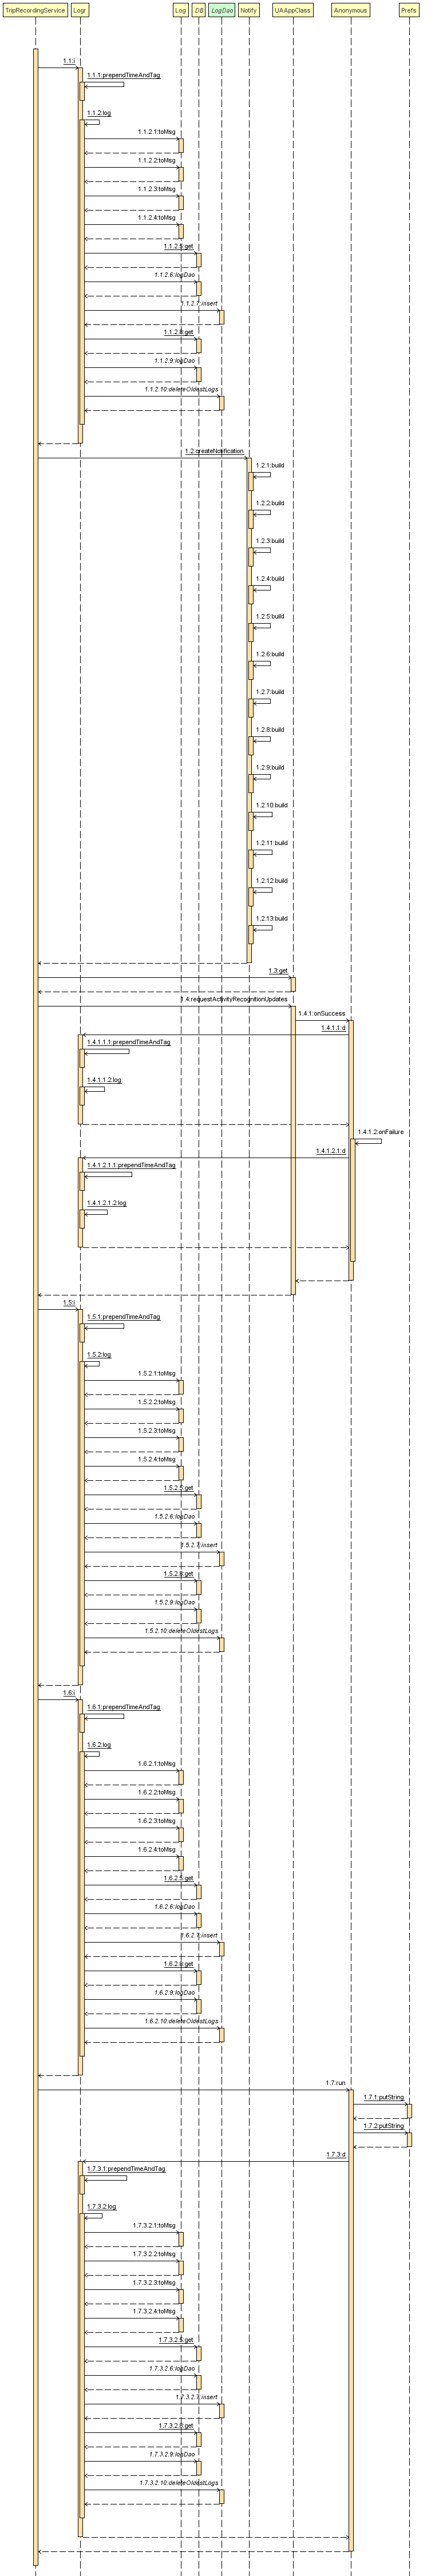 TripRecordingService
Logr
Log
DB
LogDao
Notify
UAAppClass
Anonymous
Prefs
1.1:i
1.1.1:prependTimeAndTag
1.1.2:log
1.1.2.1:toMsg
1.1.2.2:toMsg
1.1.2.3:toMsg
1.1.2.4:toMsg
1.1.2.5:get
1.1.2.6:logDao
1.1.2.7:insert
1.1.2.8:get
1.1.2.9:logDao
1.1.2.10:deleteOldestLogs
1.2:createNotification
1.2.1:build
1.2.2:build
1.2.3:build
1.2.4:build
1.2.5:build
1.2.6:build
1.2.7:build
1.2.8:build
1.2.9:build
1.2.10:build
1.2.11:build
1.2.12:build
1.2.13:build
1.3:get
1.4:requestActivityRecognitionUpdates
1.4.1:onSuccess
1.4.1.1:d
1.4.1.1.1:prependTimeAndTag
1.4.1.1.2:log
1.4.1.2:onFailure
1.4.1.2.1:d
1.4.1.2.1.1:prependTimeAndTag
1.4.1.2.1.2:log
1.5:i
1.5.1:prependTimeAndTag
1.5.2:log
1.5.2.1:toMsg
1.5.2.2:toMsg
1.5.2.3:toMsg
1.5.2.4:toMsg
1.5.2.5:get
1.5.2.6:logDao
1.5.2.7:insert
1.5.2.8:get
1.5.2.9:logDao
1.5.2.10:deleteOldestLogs
1.6:i
1.6.1:prependTimeAndTag
1.6.2:log
1.6.2.1:toMsg
1.6.2.2:toMsg
1.6.2.3:toMsg
1.6.2.4:toMsg
1.6.2.5:get
1.6.2.6:logDao
1.6.2.7:insert
1.6.2.8:get
1.6.2.9:logDao
1.6.2.10:deleteOldestLogs
1.7:run
1.7.1:putString
1.7.2:putString
1.7.3:d
1.7.3.1:prependTimeAndTag
1.7.3.2:log
1.7.3.2.1:toMsg
1.7.3.2.2:toMsg
1.7.3.2.3:toMsg
1.7.3.2.4:toMsg
1.7.3.2.5:get
1.7.3.2.6:logDao
1.7.3.2.7:insert
1.7.3.2.8:get
1.7.3.2.9:logDao
1.7.3.2.10:deleteOldestLogs